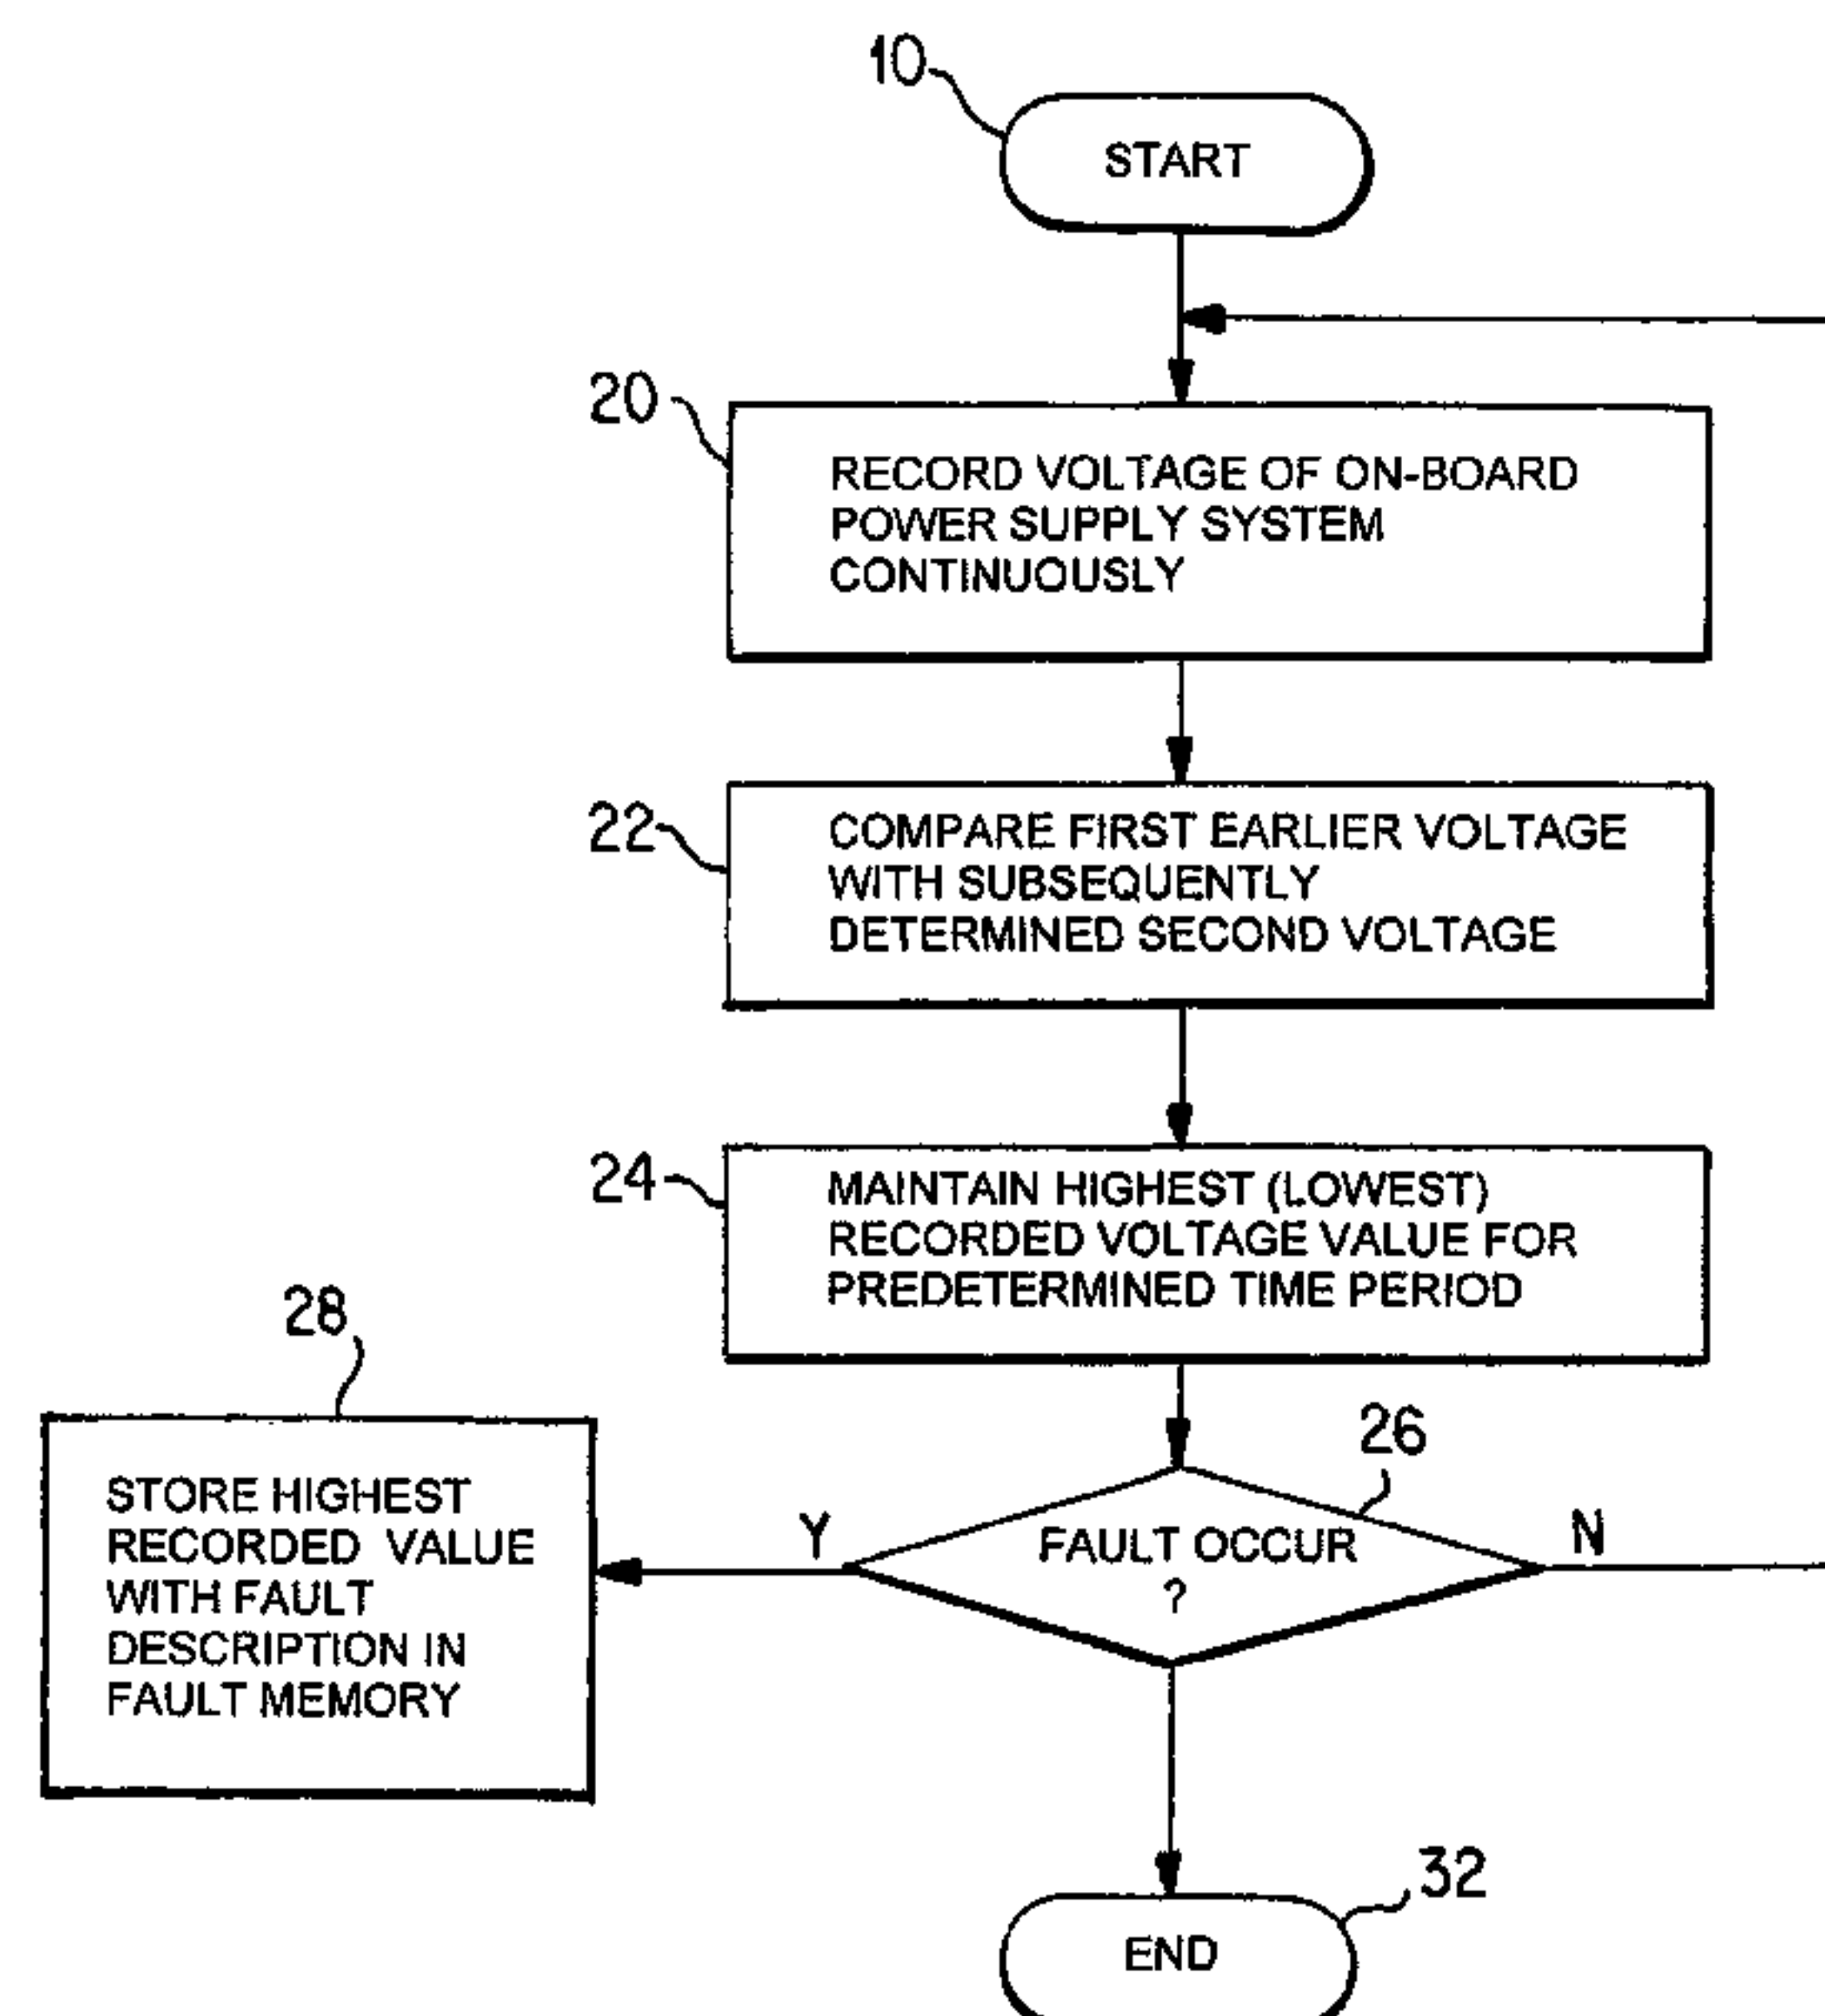 10
START
20
RECORD VOLTAGE OF ON-BOARD
POWER SUPPLY SYSTEM
CONTINUOUSLY
22
COMPARE FIRST EARLIER VOLTAGE
WITH SUBSEQUENTLY
DETERMINED SECOND VOLTAGE
24
MAINTAIN HIGHEST (LOWEST)
RECORDED VOLTAGE VALUE FOR
PREDETERMINED TIME PERIOD
28
STORE HIGHEST
RECORDED VALUE
WITH FAULT
DESCRIPTION IN
FAULT MEMORY
Y
26
FAULT OCCUR
?
N
32
END